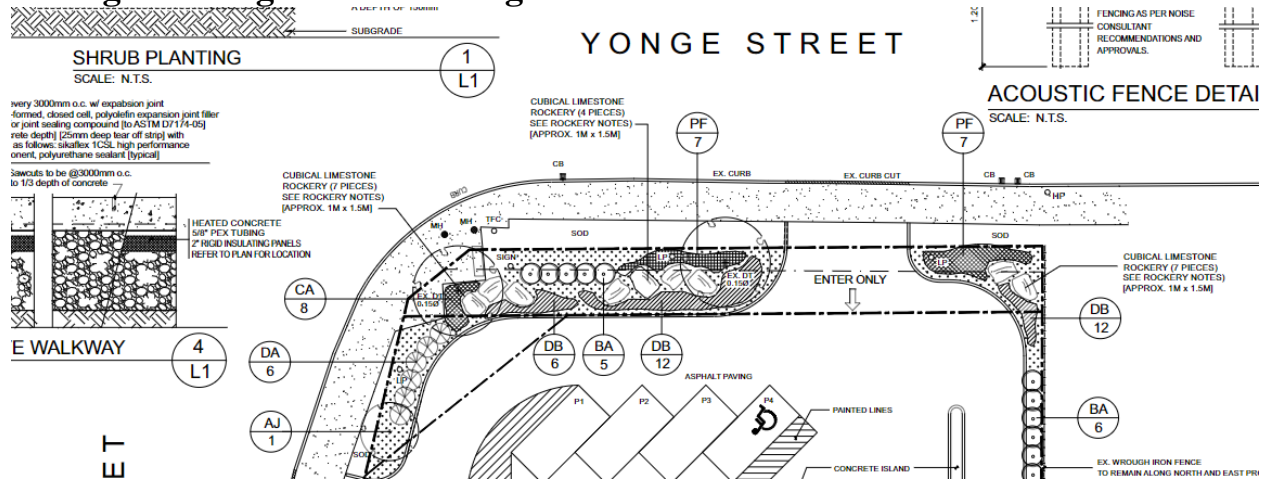 SUBGRADE
SHRUB PLANTING
SCALE: N.T.S.
1
L1
YONGE STREET
FENCING AS PER NOISE
CONSULTANT
RECOMMENDATIONS AND
APPROVALS.
ACOUSTIC FENCE DETAI
SCALE: N.T.S.
every 3000mm o.c. w/ expabsion joint
-formed, closed cell, polyolefin expansion joint filler
or joint sealing compound [to ASTM D7174-05]
crete depth] [25mm deep tear off strip] with
as follows: sikaflex 1CSL high performance
onent, polyurethane sealant [typical]
Sawcuts to be @3000mm o.c.
to 1/3 depth of concrete
HEATED CONCRETE
5/8" PEX TUBING
2" RIGID INSULATING PANELS
REFER TO PLAN FOR LOCATION
E WALKWAY
4
L1
CUBICAL LIMESTONE
ROCKERY (7 PIECES)
SEE ROCKERY NOTES)
[APPROX. 1M x 1.5M]
CUBICAL LIMESTONE
ROCKERY (4 PIECES)
SEE ROCKERY NOTES)
[APPROX. 1M x 1.5M]
PF
7
PF
7
CB
EX. CURB
EX. CURB CUT
CB
CB
HP
CURB
MH
MH
TFC
SOD
SOD
SIGN
LP
LP
EX. DT
0.15Ø
EX. DT
0.15Ø
ENTER ONLY
CUBICAL LIMESTONE
ROCKERY (7 PIECES)
SEE ROCKERY NOTES)
[APPROX. 1M x 1.5M]
CA
8
DA
6
DB
6
BA
5
DB
12
DB
12
LP
AJ
1
SOD
ASPHALT PAVING
P1
P2
P3
P4
PAINTED LINES
CONCRETE ISLAND
BA
6
EX. WROUGH IRON FENCE
TO REMAIN ALONG NORTH AND EAST PR
ET